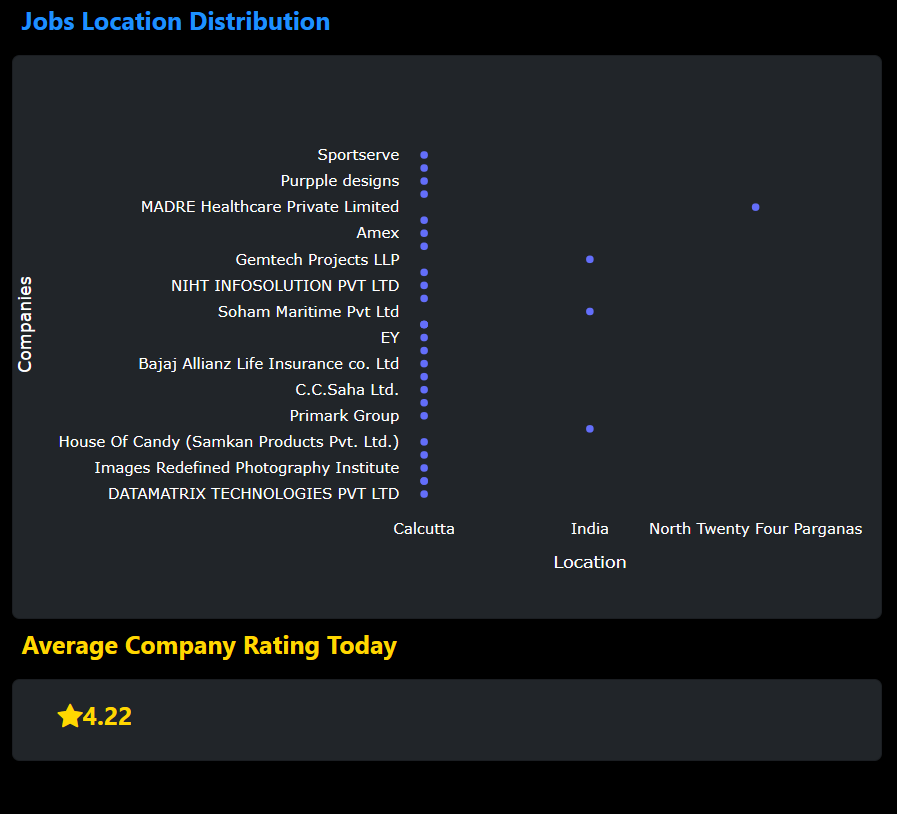 Jobs Location Distribution
Sportserve
Purpple designs
MADRE Healthcare Private Limited
Amex
Gemtech Projects LLP
NIHT INFOSOLUTION PVT LTD
Soham Maritime Pvt Ltd
EY
Bajaj Allianz Life Insurance co. Ltd
C.C.Saha Ltd.
Primark Group
House Of Candy (Samkan Products Pvt. Ltd.)
Images Redefined Photography Institute
DATAMATRIX TECHNOLOGIES PVT LTD
Companies
Calcutta India North Twenty Four Parganas
Location
Average Company Rating Today
4.22